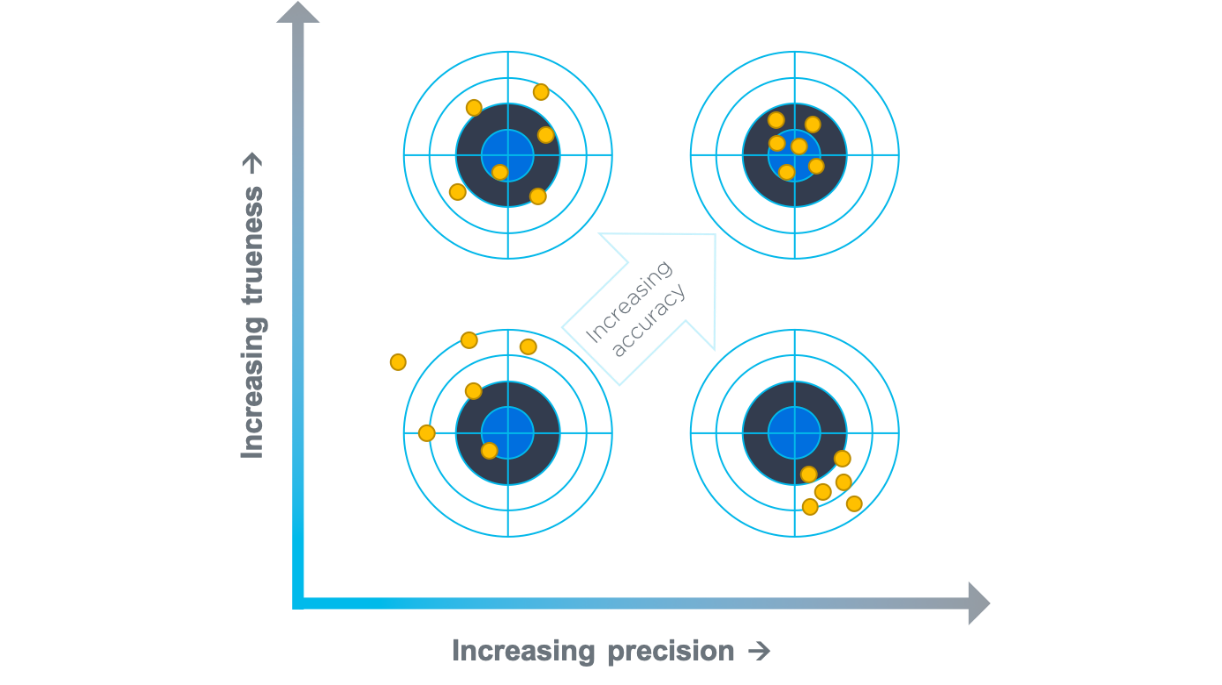 Increasing trueness →
Increasing
accuracy
Increasing precision →